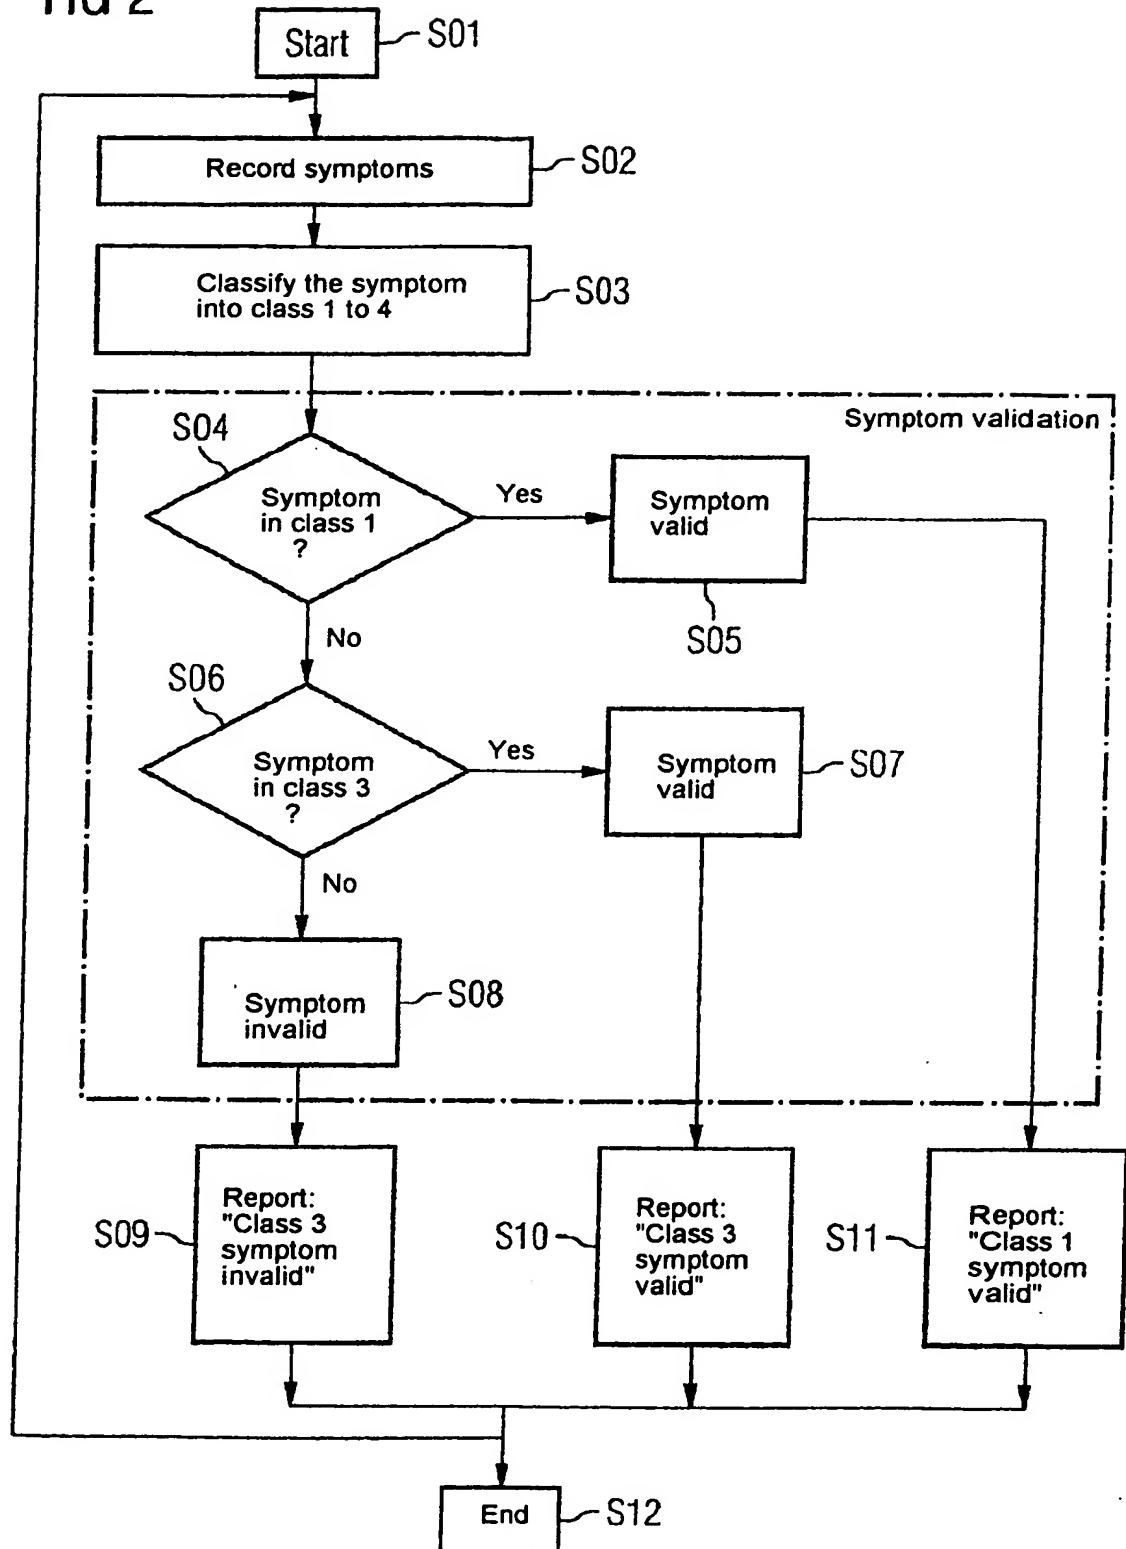 FIG 2
Start
S01
Record symptoms
S02
Classify the symptom
into class 1 to 4
S03
Symptom validation
S04
Symptom
in class 1
?
Yes
Symptom
valid
S05
No
S06
Symptom
in class 3
?
Yes
Symptom
valid
S07
No
Symptom
invalid
S08
S09
Report:
"Class 3
symptom
invalid"
S10
Report:
"Class 3
symptom
valid"
S11
Report:
"Class 1
symptom
valid"
End
S12